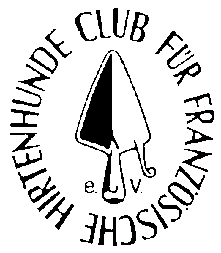 CLUB FÜR FRANZÖSISCHE HIRTENHUNDE
e. V.